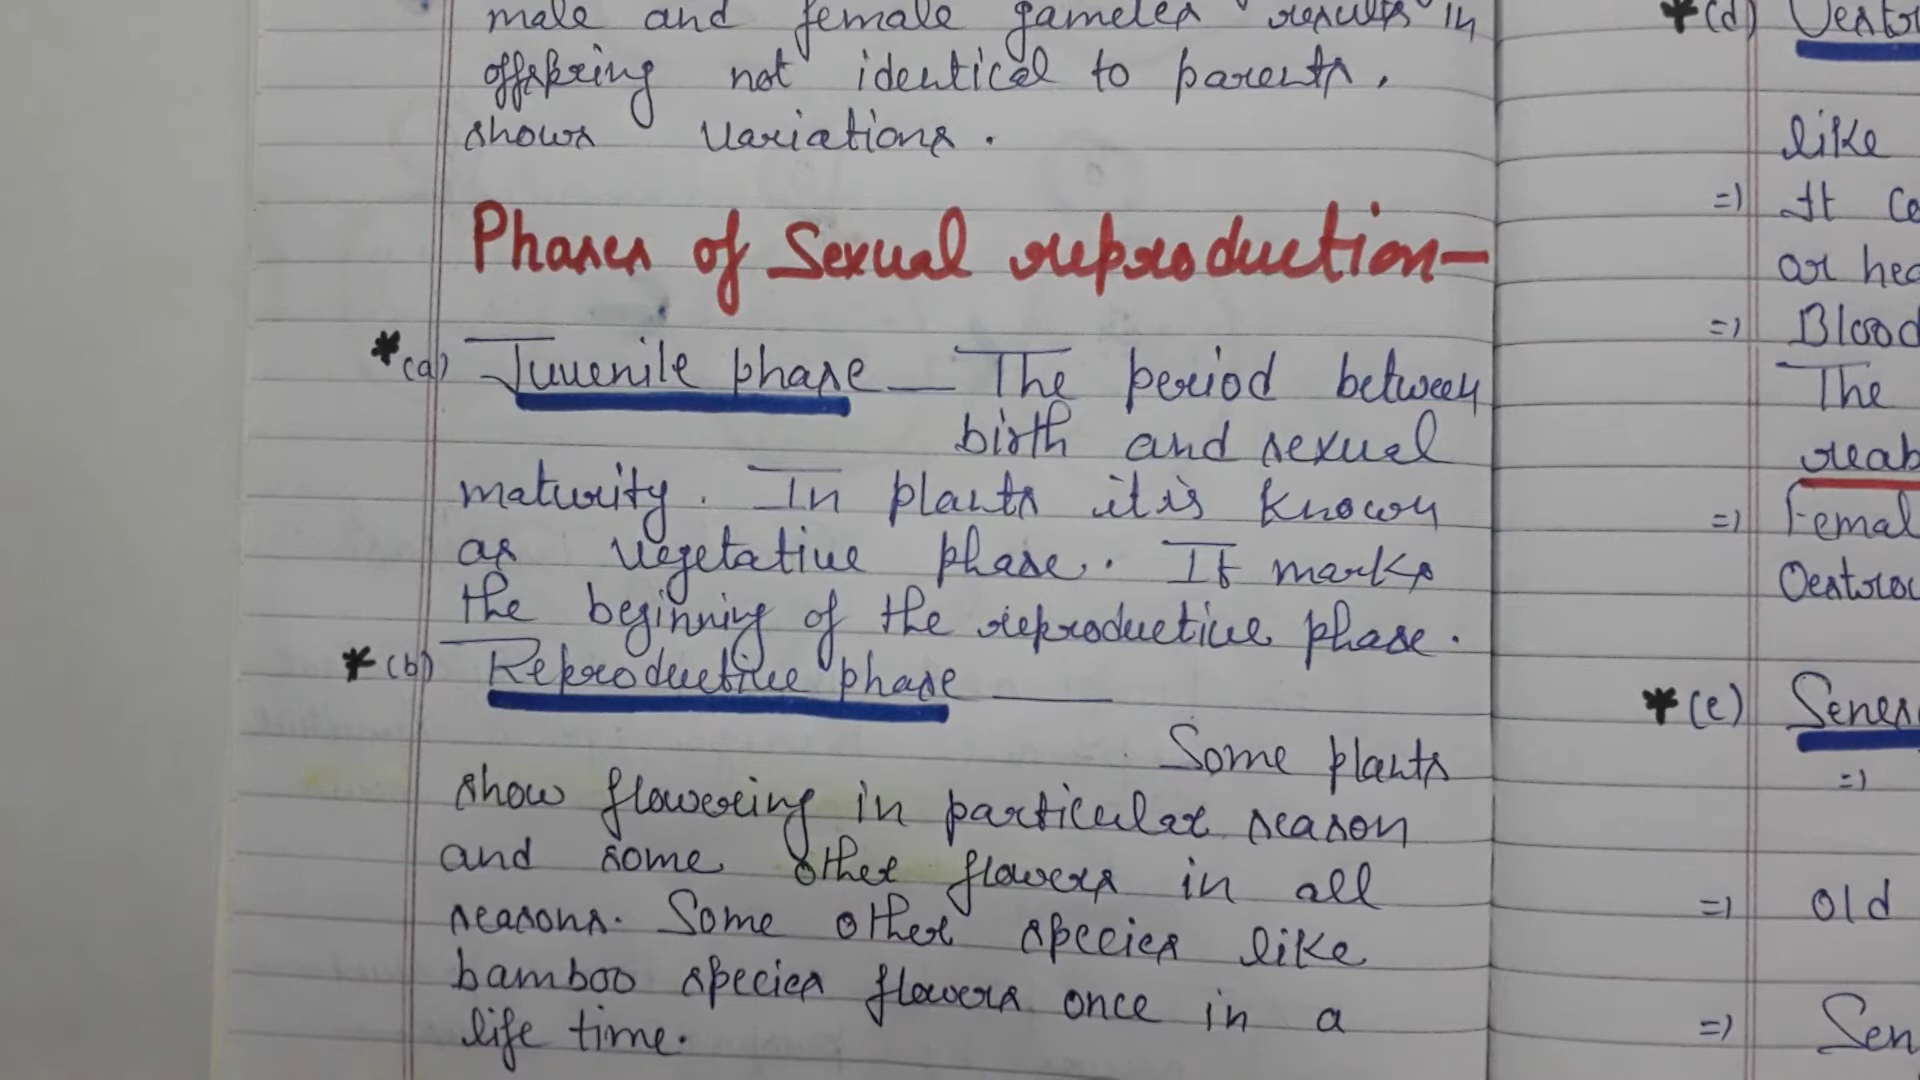 male and female gametes results in
offspring not identical to parents,
shows variations.
Phases of Sexual reproduction-
*(a) Juvenile phase — The period between
birth and sexual
maturity. In plants it is known
as vegetative phase. It marks
the beginning of the reproductive phase.
*(b) Reproductive phase —
Some plants
show flowering in particular season
and some other flowers in all
seasons. Some other species like
bamboo species flowers once in a
life time.
*(d)
like
=) It
or
=) Blood
The
=)
*(e)
=)
=) Old
=)